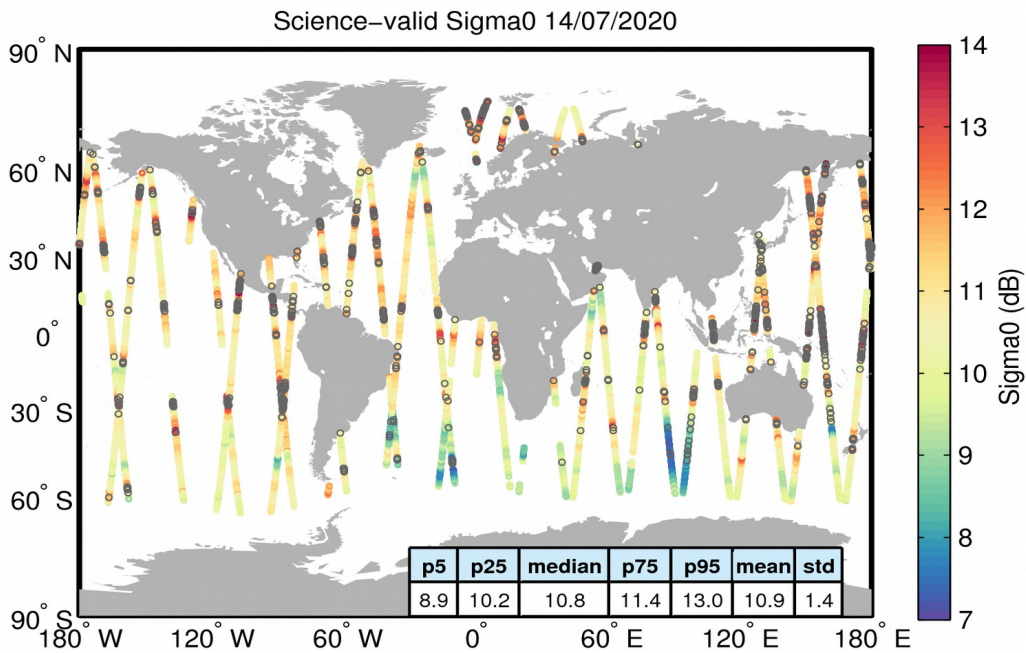 Science−valid Sigma0 14/07/2020
90° N
60° N
30° N
0°
30° S
60° S
90° S
180° W
120° W
60° W
0°
60° E
120° E
180° E
p5 p25 median p75 p95 mean std
8.9 10.2 10.8 11.4 13.0 10.9 1.4
14
13
12
11
10
9
8
7
Sigma0 (dB)